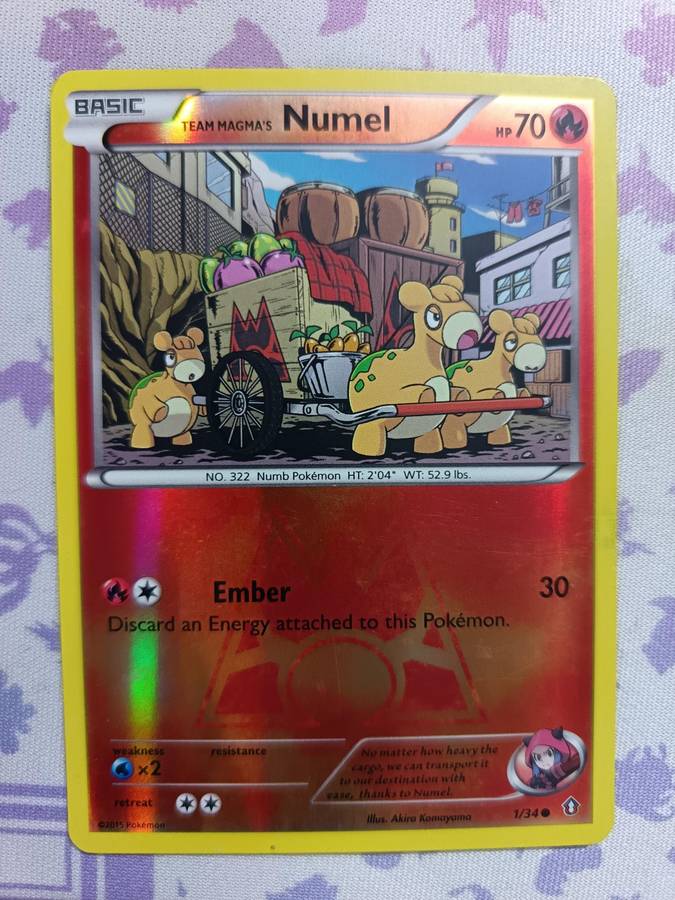 BASIC
TEAM MAGMA'S Numel HP 70
NO. 322 Numb Pokémon HT: 2'04" WT: 52.9 lbs.
Ember 30
Discard an Energy attached to this Pokémon.
weakness resistance
×2
retreat
No matter how heavy the
cargo, we can transport it
to our destination with
ease, thanks to Numel.
Illus. Akira Komayama
1/34
©2015 Pokémon